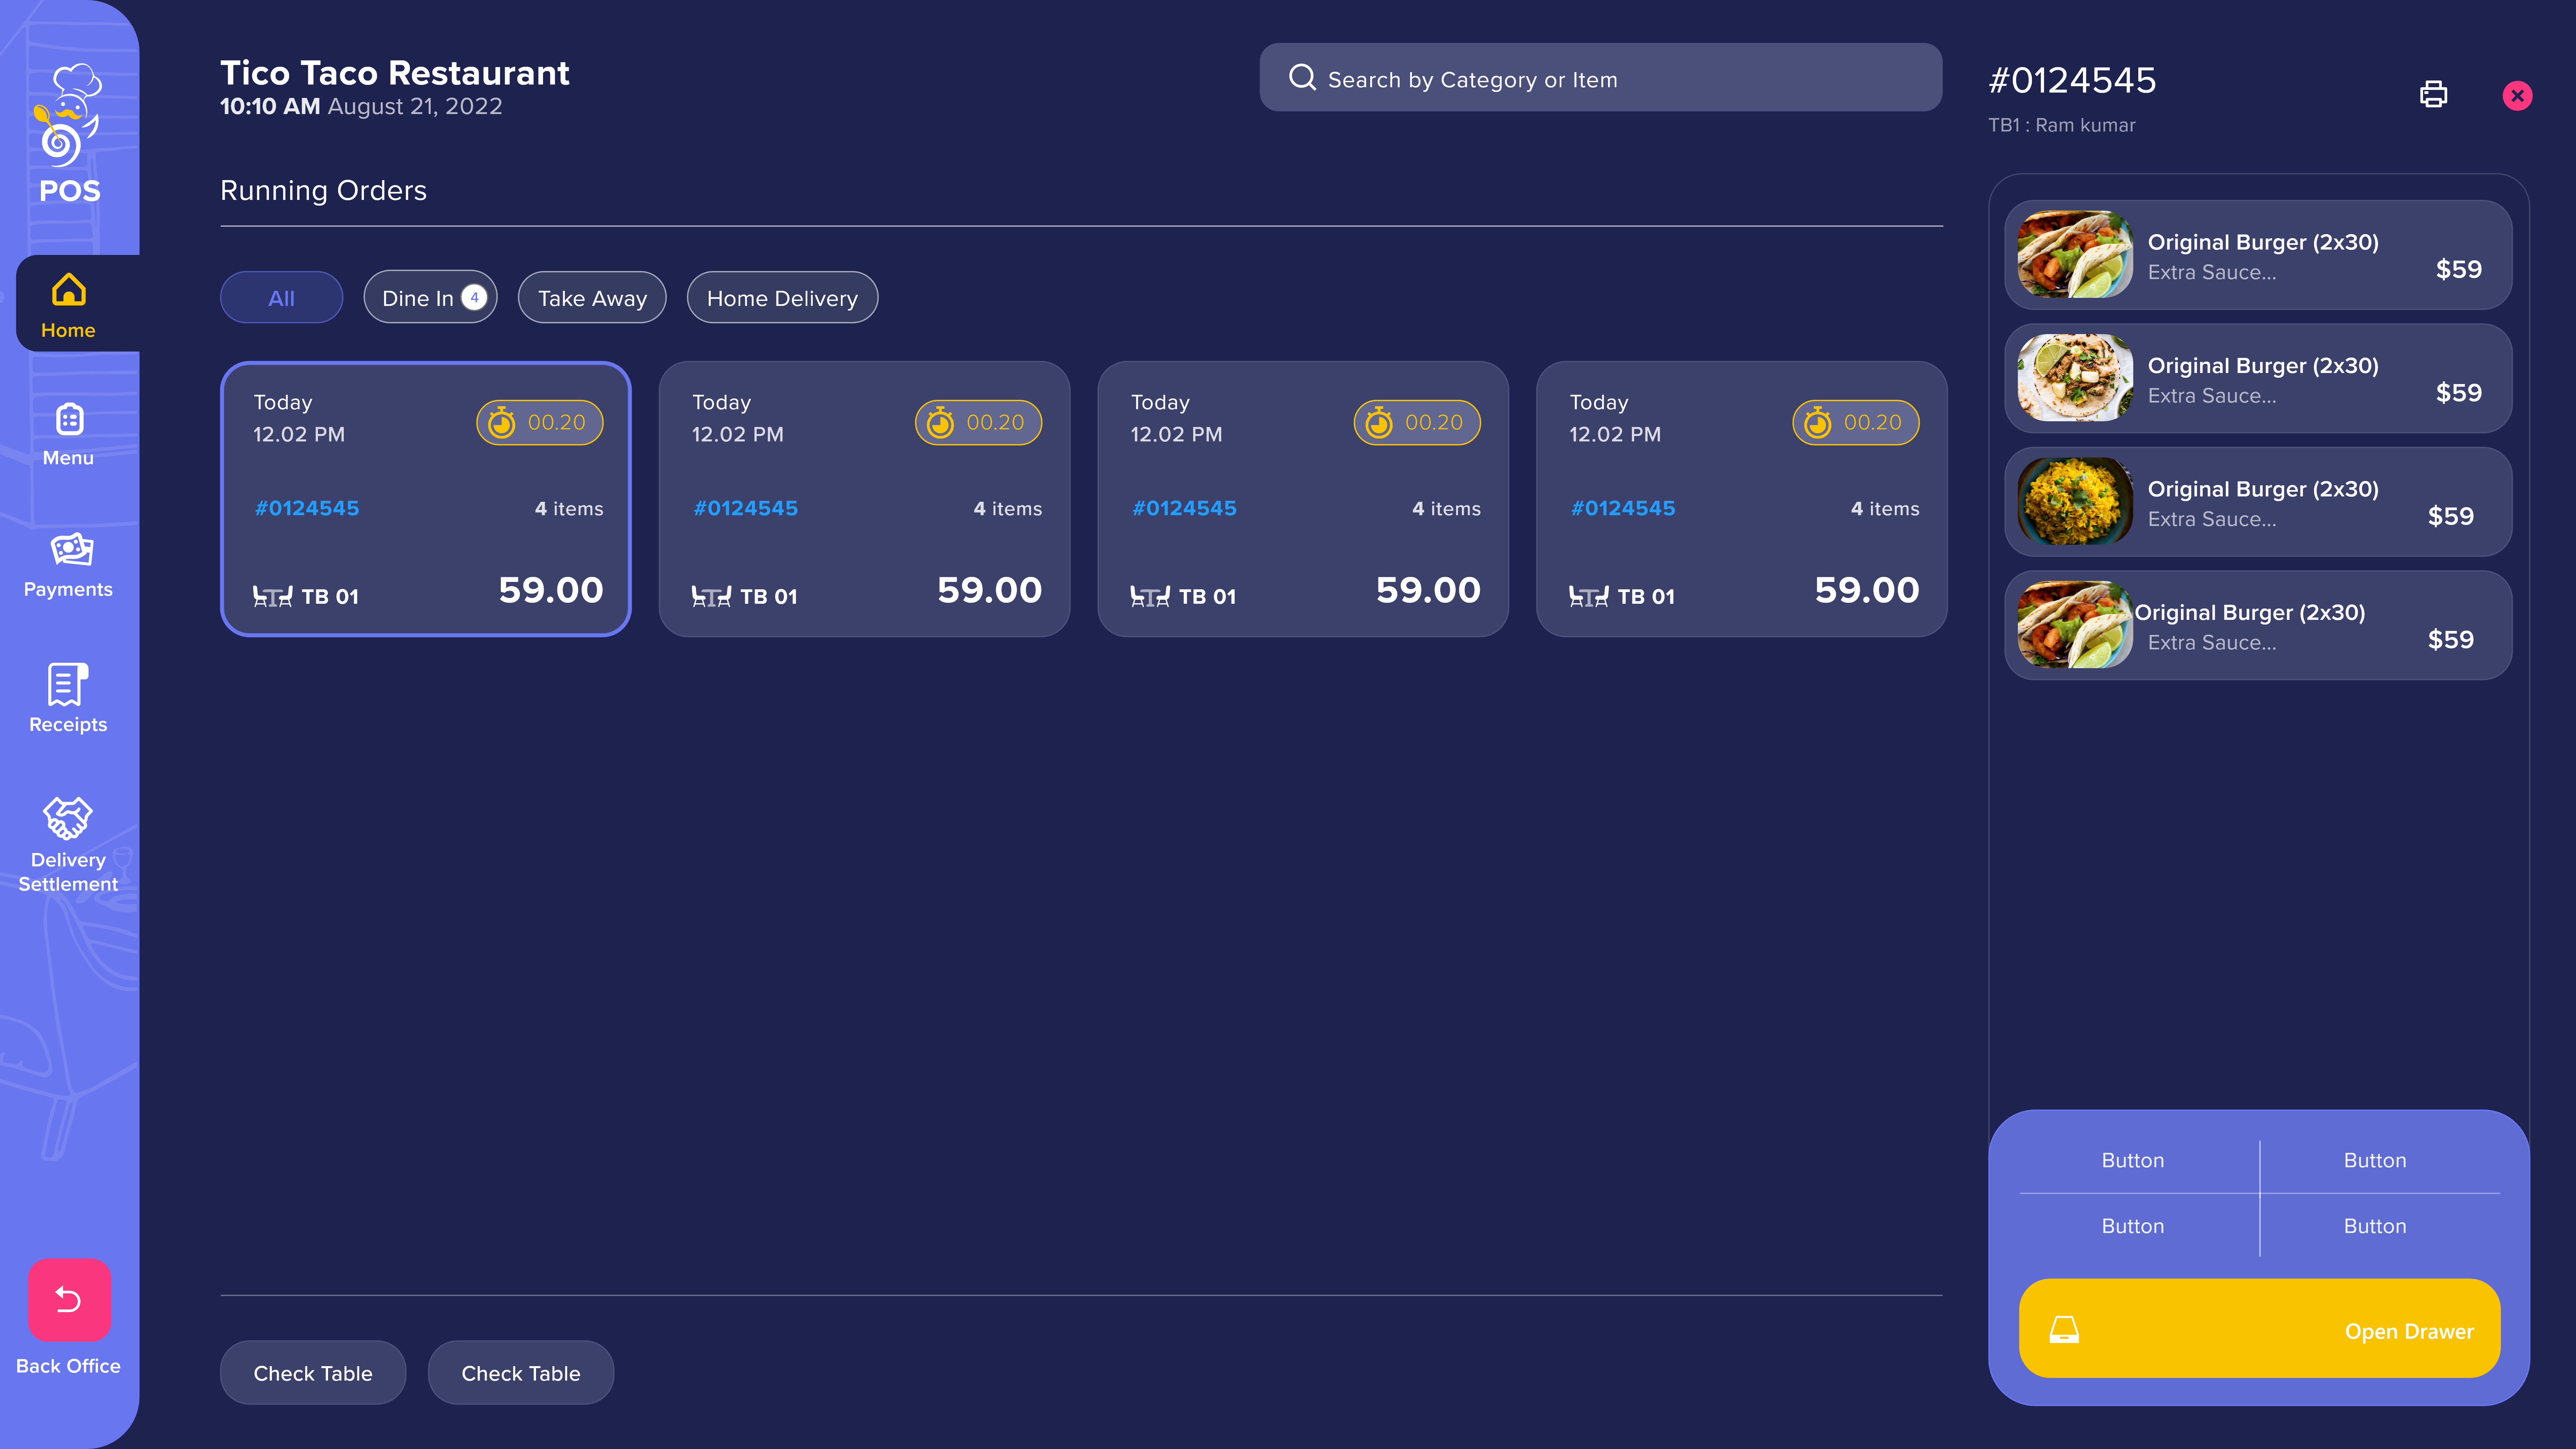 POS
Home
Menu
Payments
Receipts
Delivery
Settlement
Back Office
Tico Taco Restaurant
10:10 AM August 21, 2022
Search by Category or Item
Running Orders
All
Dine In 4
Take Away
Home Delivery
Today
12.02 PM
00.20
#0124545
4 items
TB 01
59.00
Today
12.02 PM
00.20
#0124545
4 items
TB 01
59.00
Today
12.02 PM
00.20
#0124545
4 items
TB 01
59.00
Today
12.02 PM
00.20
#0124545
4 items
TB 01
59.00
Check Table
Check Table
#0124545
TB1 : Ram kumar
Original Burger (2x30)
Extra Sauce...
$59
Original Burger (2x30)
Extra Sauce...
$59
Original Burger (2x30)
Extra Sauce...
$59
Original Burger (2x30)
Extra Sauce...
$59
Button
Button
Button
Button
Open Drawer